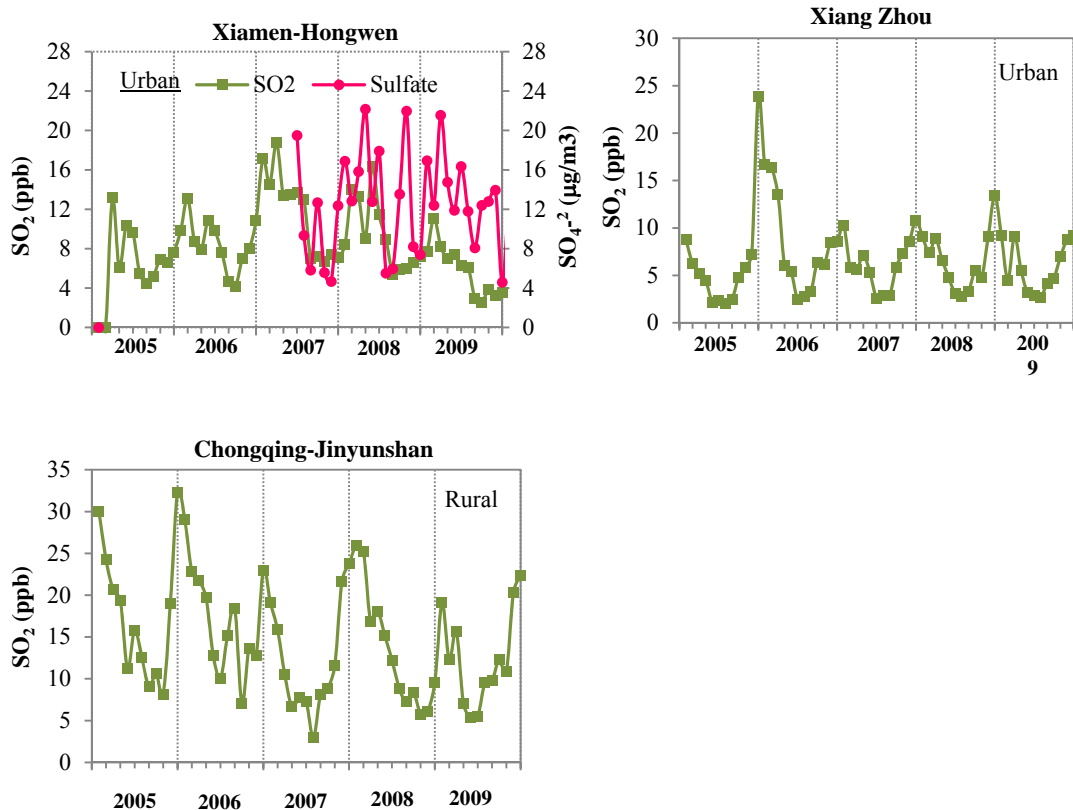 Xiamen-Hongwen
Urban SO2 Sulfate
SO₂ (ppb)
28
24
20
16
12
8
4
0
28
24
20
16
12
8
4
0
SO₄-² (µg/m3)
2005 2006 2007 2008 2009
Xiang Zhou
Urban
SO₂ (ppb)
30
25
20
15
10
5
0
2005 2006 2007 2008 200
9
Chongqing-Jinyunshan
Rural
SO₂ (ppb)
35
30
25
20
15
10
5
0
2005 2006 2007 2008 2009